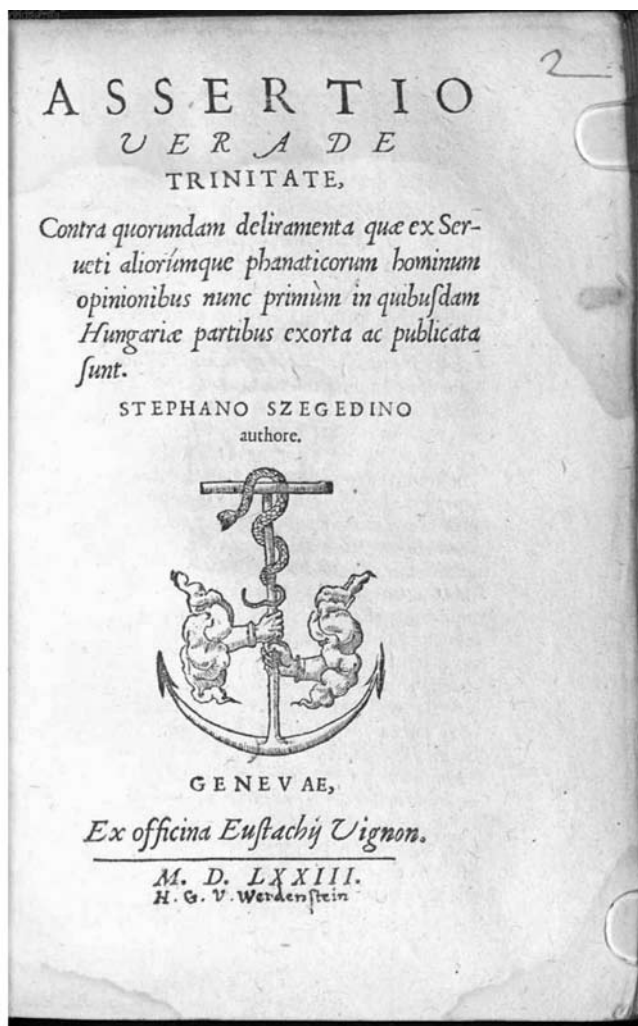 2
ASSERTIO
VERA DE
TRINITATE,
Contra quorundam deliramenta quæ ex Ser-
ueti aliorúmque phanaticorum hominum
opinionibus nunc primùm in quibuſdam
Hungariæ partibus exorta ac publicata
ſunt.
STEPHANO SZEGEDINO
authore.
GENEVAE,
Ex officina Euſtachij Vignon.
M. D. LXXIII.
H. G. V. Werdenſtein